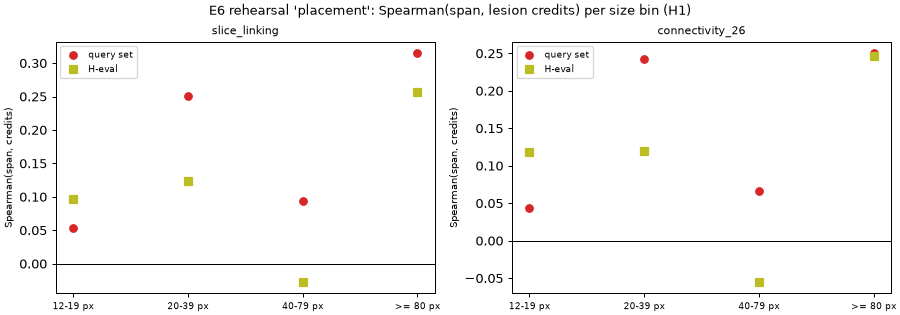 E6 rehearsal 'placement': Spearman(span, lesion credits) per size bin (H1)
slice_linking
query set
H-eval
Spearman(span, credits)
0.30
0.25
0.20
0.15
0.10
0.05
0.00
12-19 px
20-39 px
40-79 px
>= 80 px
connectivity_26
query set
H-eval
Spearman(span, credits)
0.25
0.20
0.15
0.10
0.05
0.00
−0.05
12-19 px
20-39 px
40-79 px
>= 80 px